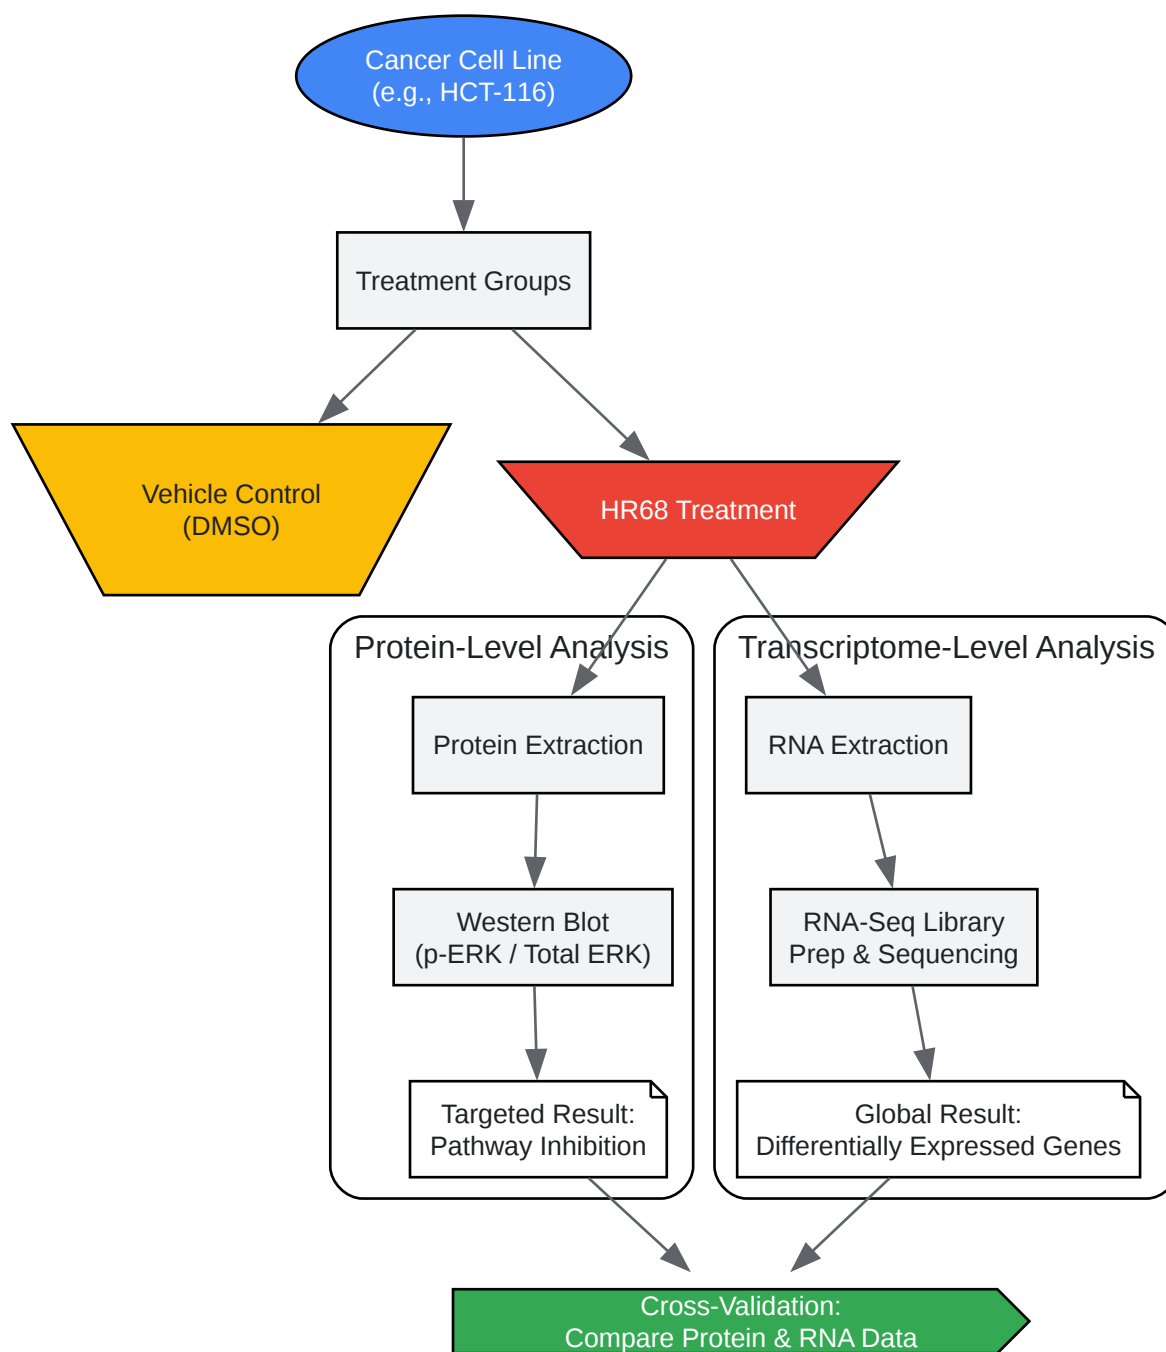 Cancer Cell Line
(e.g., HCT-116)
Treatment Groups
Vehicle Control
(DMSO)
HR68 Treatment
Protein-Level Analysis
Transcriptome-Level Analysis
Protein Extraction
RNA Extraction
Western Blot
(p-ERK / Total ERK)
RNA-Seq Library
Prep & Sequencing
Targeted Result:
Pathway Inhibition
Global Result:
Differentially Expressed Genes
Cross-Validation:
Compare Protein & RNA Data